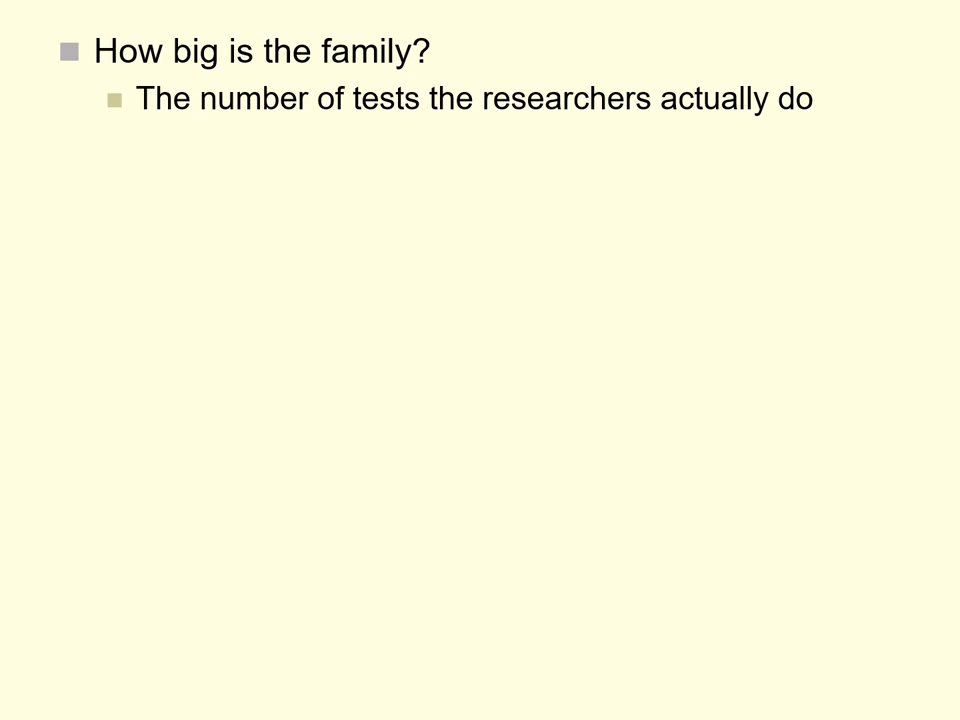 How big is the family?
The number of tests the researchers actually do